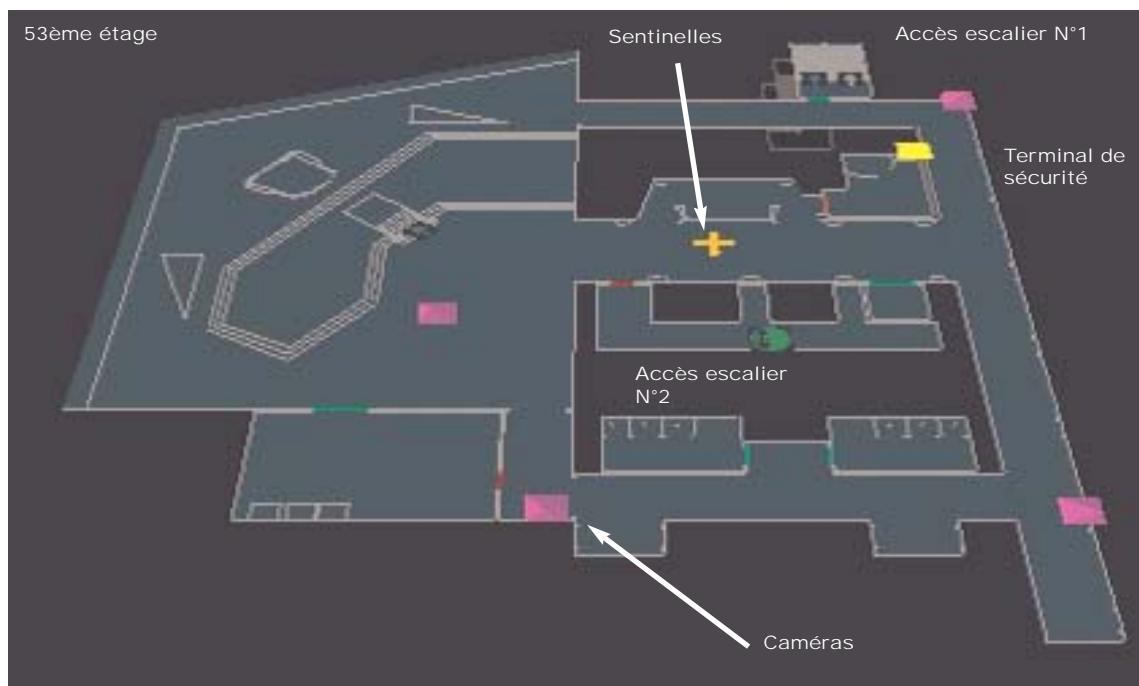 53ème étage
Sentinelles
Accès escalier N°1
Terminal de
sécurité
Accès escalier
N°2
Caméras